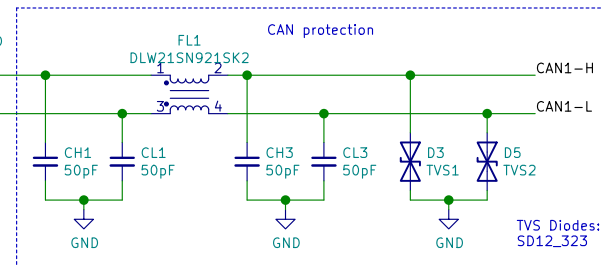 CAN protection
FL1
DLW21SN921SK2
1 2
CAN1-H
3 4
CAN1-L
CH1
50pF
CL1
50pF
CH3
50pF
CL3
50pF
D3
TVS1
D5
TVS2
GND
GND
GND
TVS Diodes:
SD12_323